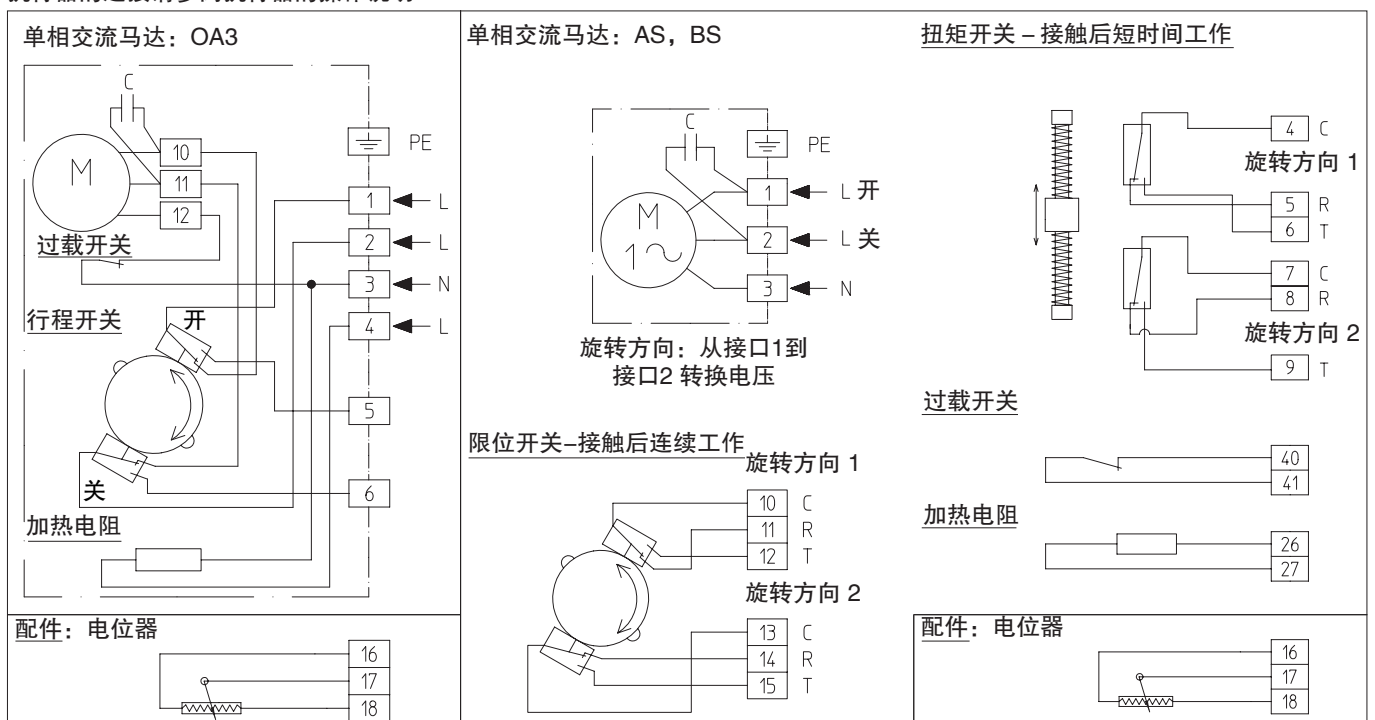 单相交流马达：OA3
C
M
10
11
12
过载开关
PE
1
L
2
L
3
N
4
L
行程开关
开
5
关
6
加热电阻
配件：电位器
16
17
18
单相交流马达：AS，BS
C
PE
M
1
1
L 开
2
L 关
3
N
旋转方向：从接口1到
接口2 转换电压
限位开关–接触后连续工作
旋转方向 1
10 C
11 R
12 T
旋转方向 2
13 C
14 R
15 T
扭矩开关 – 接触后短时间工作
4 C
旋转方向 1
5 R
6 T
7 C
8 R
旋转方向 2
9 T
过载开关
40
41
加热电阻
26
27
配件：电位器
16
17
18